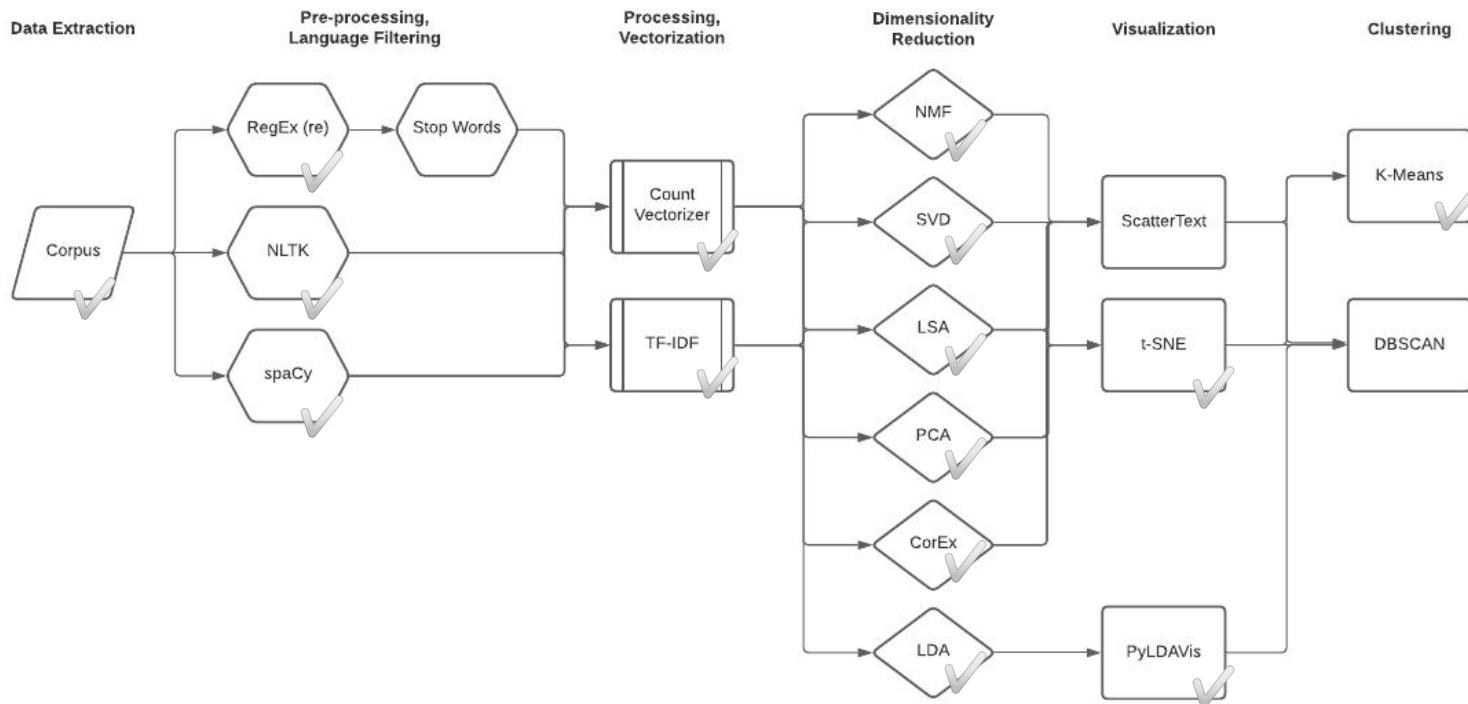 Data Extraction
Pre-processing,
Language Filtering
Processing,
Vectorization
Dimensionality
Reduction
Visualization
Clustering
Corpus
RegEx (re)
Stop Words
NLTK
spaCy
Count
Vectorizer
TF-IDF
NMF
SVD
LSA
PCA
CorEx
LDA
ScatterText
t-SNE
PyLDAVis
K-Means
DBSCAN